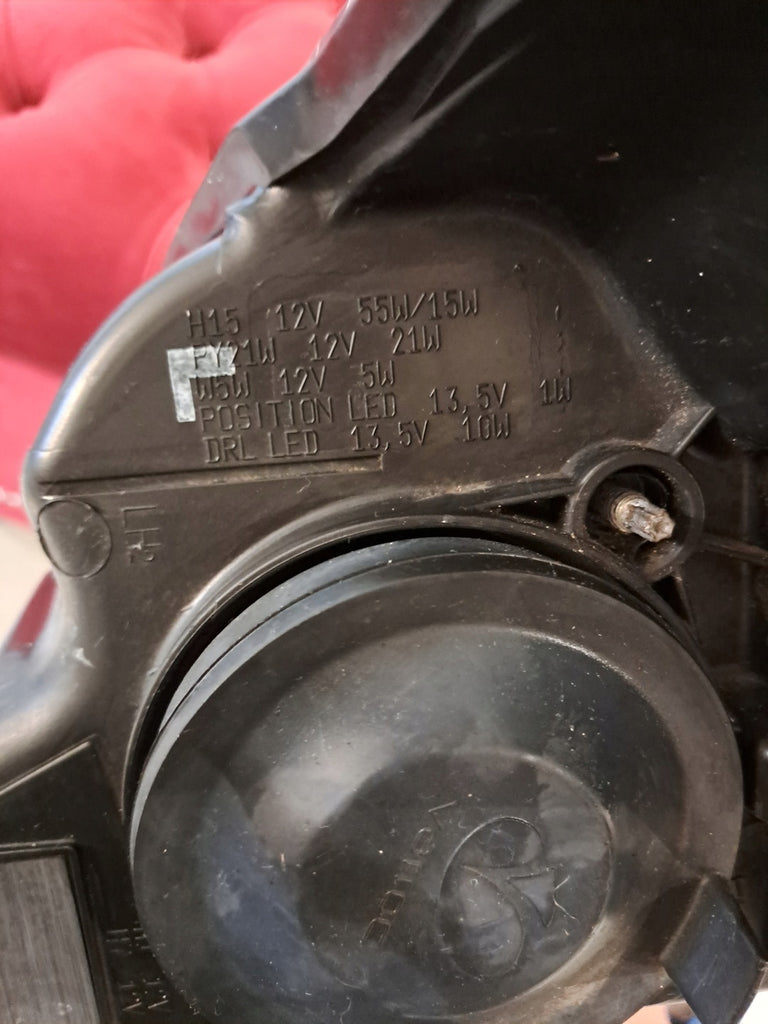 H15 12V 55W/15W
PY21W 12V 21W
W5W 12V 5W
POSITION LED 13,5V 1W
DRL LED 13,5V 10W